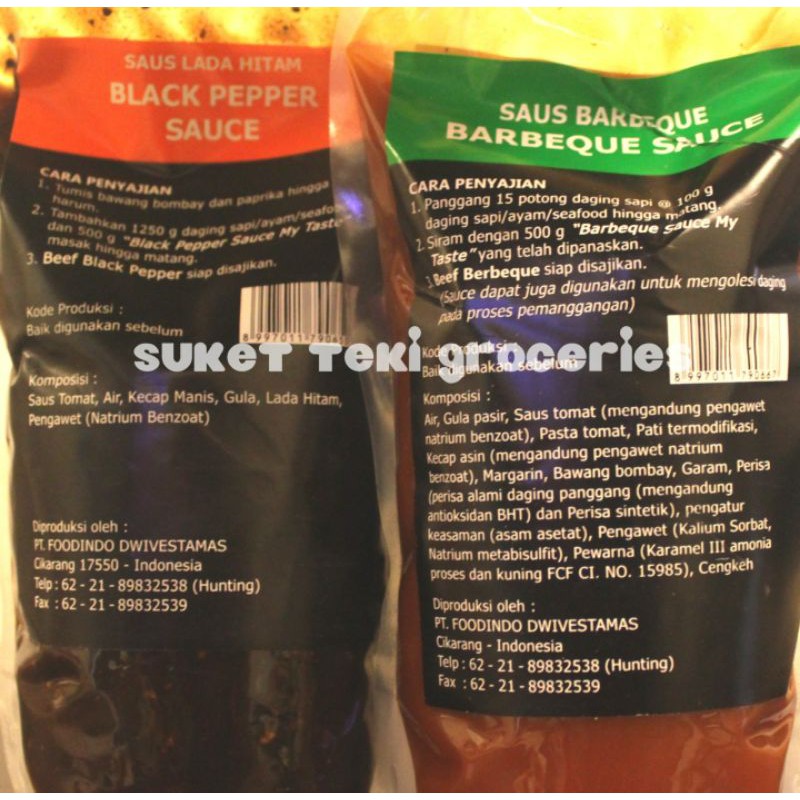 SAUS LADA HITAM
BLACK PEPPER
SAUCE
CARA PENYAJIAN
1. Tumis bawang bombay dan paprika hingga
harum.
2. Tambahkan 1250 g daging sapi/ayam/seafood
dan 500 g "Black Pepper Sauce My Taste"
masak hingga matang.
3. Beef Black Pepper siap disajikan.
Kode Produksi :
Baik digunakan sebelum
Komposisi :
Saus Tomat, Air, Kecap Manis, Gula, Lada Hitam,
Pengawet (Natrium Benzoat)
Diproduksi oleh :
PT. FOODINDO DWIVESTAMAS
Cikarang 17550 - Indonesia
Telp : 62 - 21 - 89832538 (Hunting)
Fax : 62 - 21 - 89832539
SAUS BARBEQUE
BARBEQUE SAUCE
CARA PENYAJIAN
1. Panggang 15 potong daging sapi @ 100 g
daging sapi/ayam/seafood hingga matang.
2. Siram dengan 500 g "Barbeque Sauce My
Taste" yang telah dipanaskan.
3. Beef Berbeque siap disajikan.
(Sauce dapat juga digunakan untuk mengolesi daging
pada proses pemanggangan)
Kode Produksi :
Baik digunakan sebelum
8 997011 790667
Komposisi :
Air, Gula pasir, Saus tomat (mengandung pengawet
natrium benzoat), Pasta tomat, Pati termodifikasi,
Kecap asin (mengandung pengawet natrium
benzoat), Margarin, Bawang bombay, Garam, Perisa
(perisa alami daging panggang (mengandung
antioksidan BHT) dan Perisa sintetik), pengatur
keasaman (asam asetat), Pengawet (Kalium Sorbat,
Natrium metabisulfit), Pewarna (Karamel III amonia
proses dan kuning FCF CI. NO. 15985), Cengkeh
Diproduksi oleh :
PT. FOODINDO DWIVESTAMAS
Cikarang - Indonesia
Telp : 62 - 21 - 89832538 (Hunting)
Fax : 62 - 21 - 89832539
suket teki